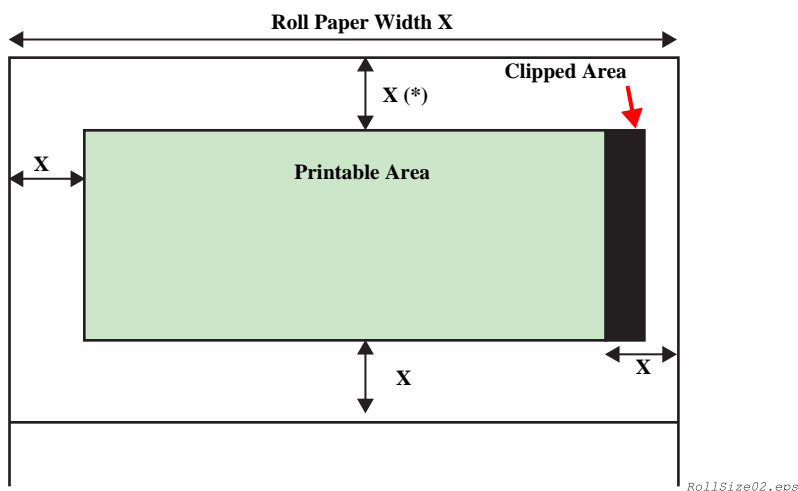 Roll Paper Width X
Clipped Area
X (*)
X
Printable Area
X
X
RollSize02.eps